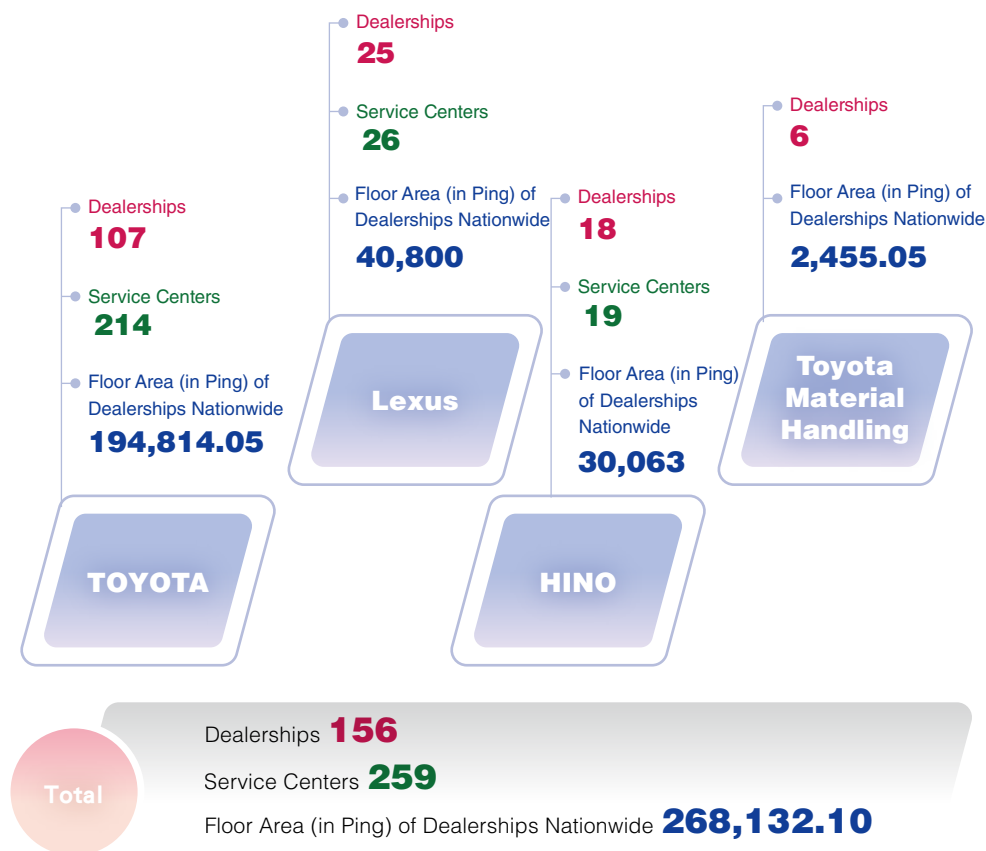 Dealerships
107
Service Centers
214
Floor Area (in Ping) of
Dealerships Nationwide
194,814.05
TOYOTA
Dealerships
25
Service Centers
26
Floor Area (in Ping) of
Dealerships Nationwide
40,800
Lexus
Dealerships
18
Service Centers
19
Floor Area (in Ping)
of Dealerships
Nationwide
30,063
HINO
Dealerships
6
Floor Area (in Ping) of
Dealerships Nationwide
2,455.05
Toyota
Material
Handling
Total
Dealerships 156
Service Centers 259
Floor Area (in Ping) of Dealerships Nationwide 268,132.10